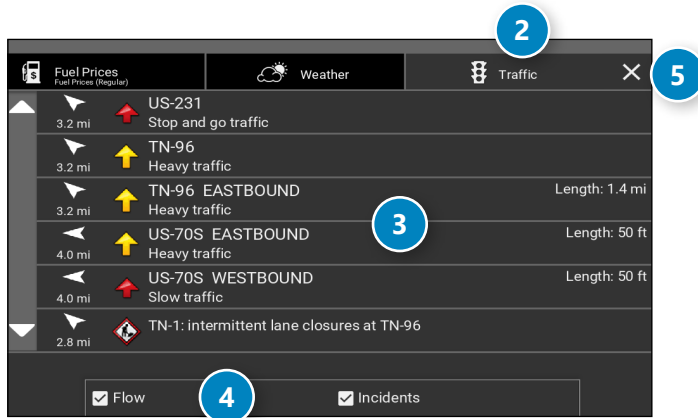 2
Fuel Prices
Fuel Prices (Regular)
Weather
Traffic
5
US-231
3.2 mi
Stop and go traffic
TN-96
3.2 mi
Heavy traffic
TN-96 EASTBOUND
Length: 1.4 mi
3.2 mi
Heavy traffic
3
US-70S EASTBOUND
Length: 50 ft
4.0 mi
Heavy traffic
US-70S WESTBOUND
Length: 50 ft
4.0 mi
Slow traffic
TN-1: intermittent lane closures at TN-96
2.8 mi
Flow
4
Incidents